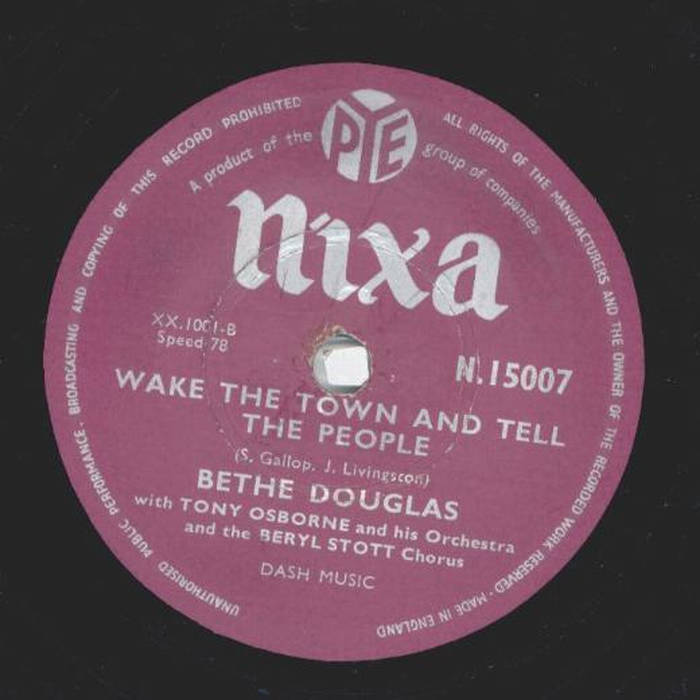 UNAUTHORISED PUBLIC PERFORMANCE · BROADCASTING AND COPYING OF THIS RECORD PROHIBITED
ALL RIGHTS OF THE MANUFACTURERS AND THE OWNER OF THE RECORDED WORK RESERVED · MADE IN ENGLAND
A product of the PYE group of companies
nixa
XX.1001-B
Speed 78
N.15007
WAKE THE TOWN AND TELL
THE PEOPLE
(S. Gallop, J. Livingston)
BETHE DOUGLAS
with TONY OSBORNE and his Orchestra
and the BERYL STOTT Chorus
DASH MUSIC